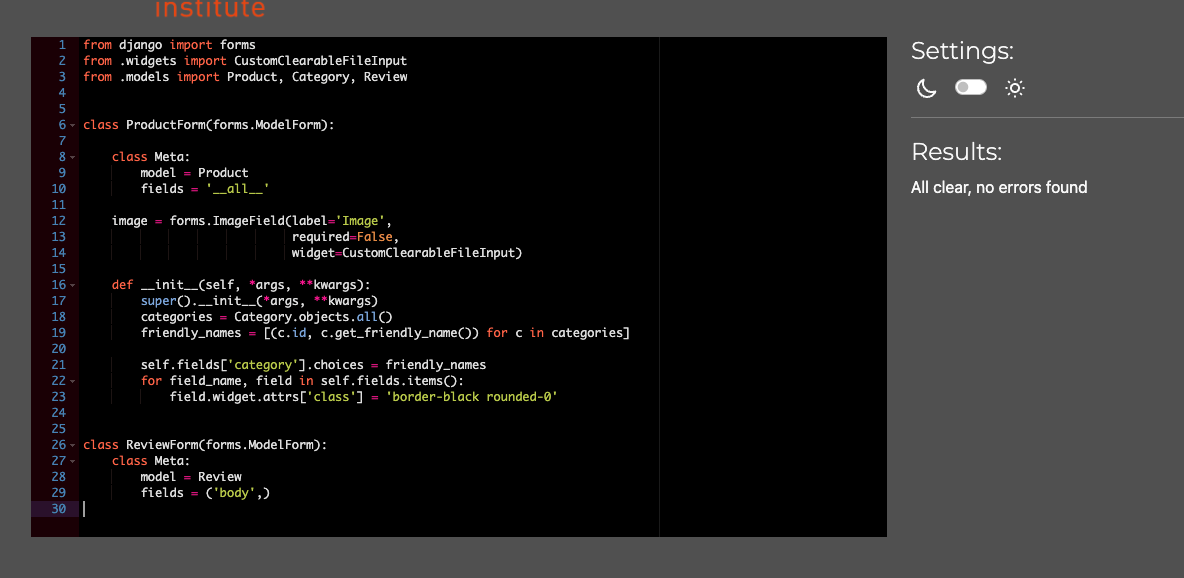 institute
1 from django import forms
2 from .widgets import CustomClearableFileInput
3 from .models import Product, Category, Review
4
5
6 class ProductForm(forms.ModelForm):
7
8     class Meta:
9         model = Product
10         fields = '__all__'
11
12     image = forms.ImageField(label='Image',
13                              required=False,
14                              widget=CustomClearableFileInput)
15
16     def __init__(self, *args, **kwargs):
17         super().__init__(*args, **kwargs)
18         categories = Category.objects.all()
19         friendly_names = [(c.id, c.get_friendly_name()) for c in categories]
20
21         self.fields['category'].choices = friendly_names
22         for field_name, field in self.fields.items():
23             field.widget.attrs['class'] = 'border-black rounded-0'
24
25
26 class ReviewForm(forms.ModelForm):
27     class Meta:
28         model = Review
29         fields = ('body',)
30
Settings:
Results:
All clear, no errors found